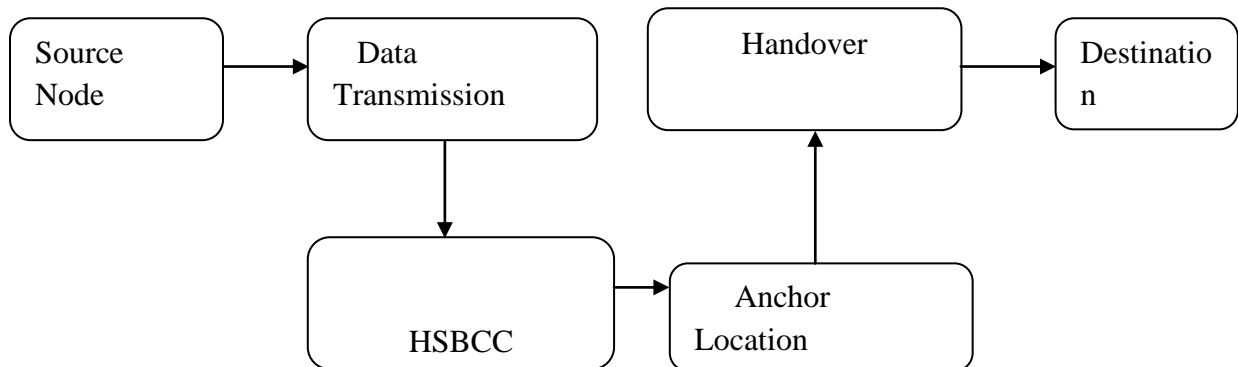 Source
Node
Data
Transmission
HSBCC
Anchor
Location
Handover
Destinatio
n